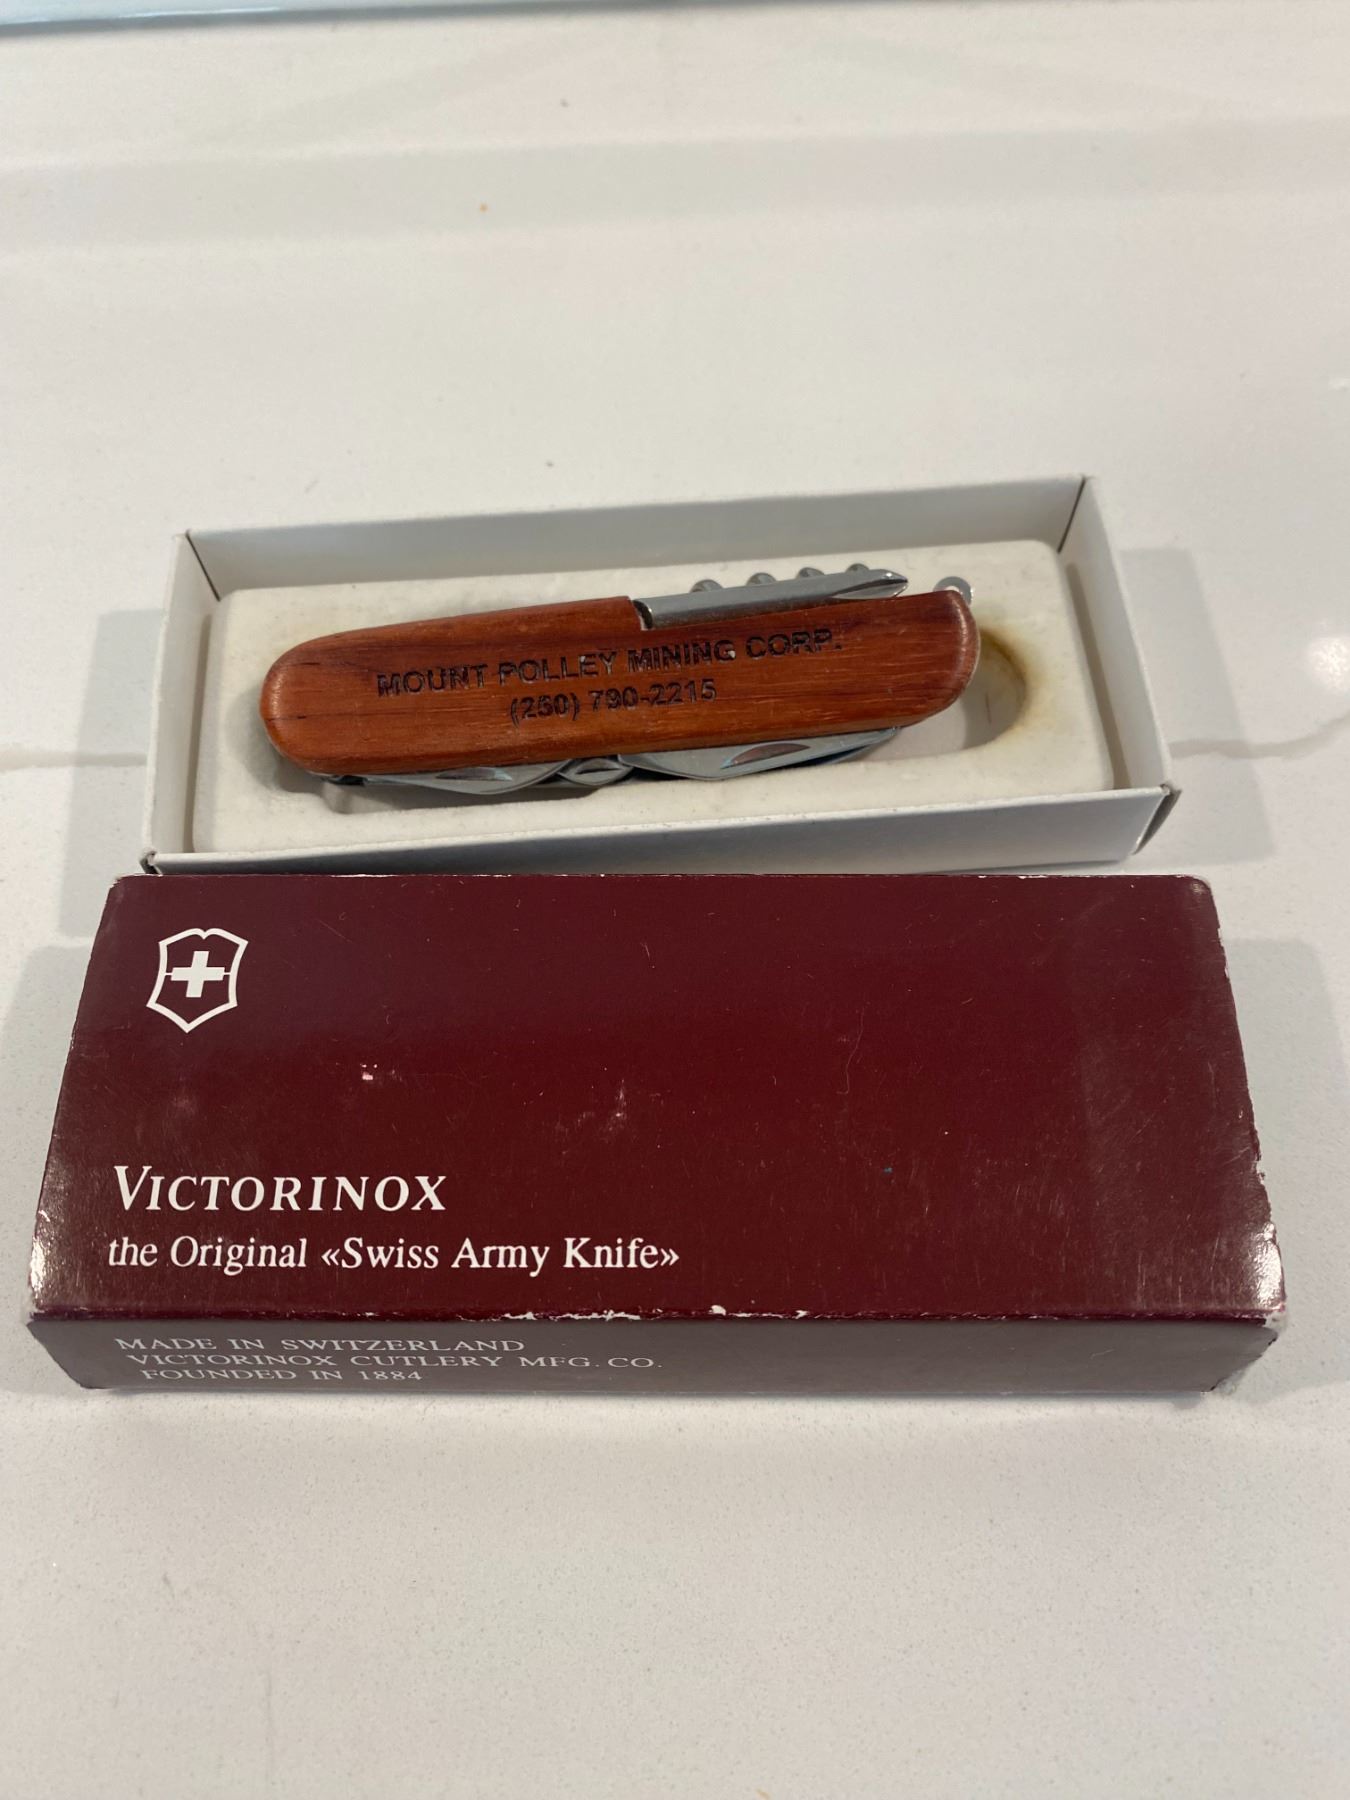 MOUNT POLLEY MINING CORP.
(250) 790-2215
VICTORINOX
the Original «Swiss Army Knife»
MADE IN SWITZERLAND
VICTORINOX CUTLERY MFG. CO.
FOUNDED IN 1884